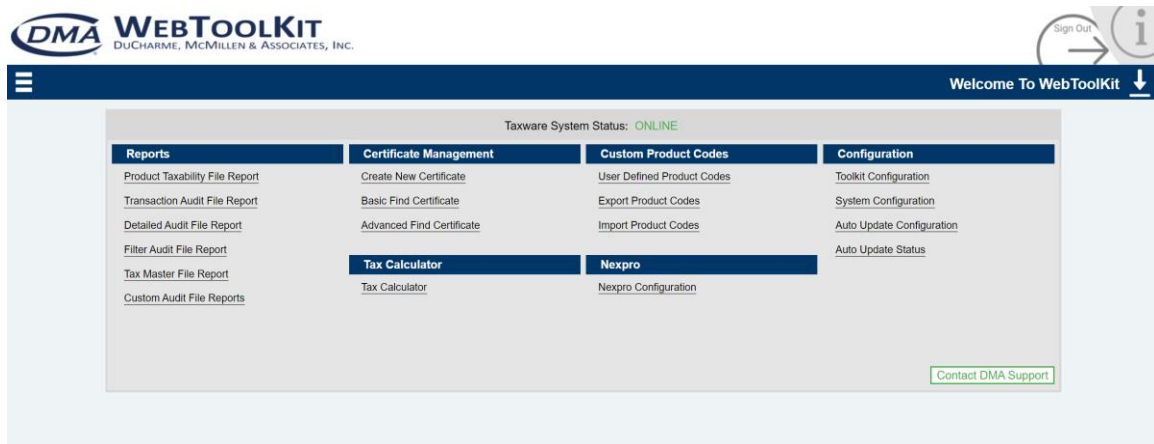 DMA WEBTOOLKIT
DUCHARME, MCMILLEN & ASSOCIATES, INC.
Sign Out
i
Welcome To WebToolKit
Taxware System Status: ONLINE
Reports
Product Taxability File Report
Transaction Audit File Report
Detailed Audit File Report
Filter Audit File Report
Tax Master File Report
Custom Audit File Reports
Certificate Management
Create New Certificate
Basic Find Certificate
Advanced Find Certificate
Tax Calculator
Tax Calculator
Custom Product Codes
User Defined Product Codes
Export Product Codes
Import Product Codes
Nexpro
Nexpro Configuration
Configuration
Toolkit Configuration
System Configuration
Auto Update Configuration
Auto Update Status
Contact DMA Support